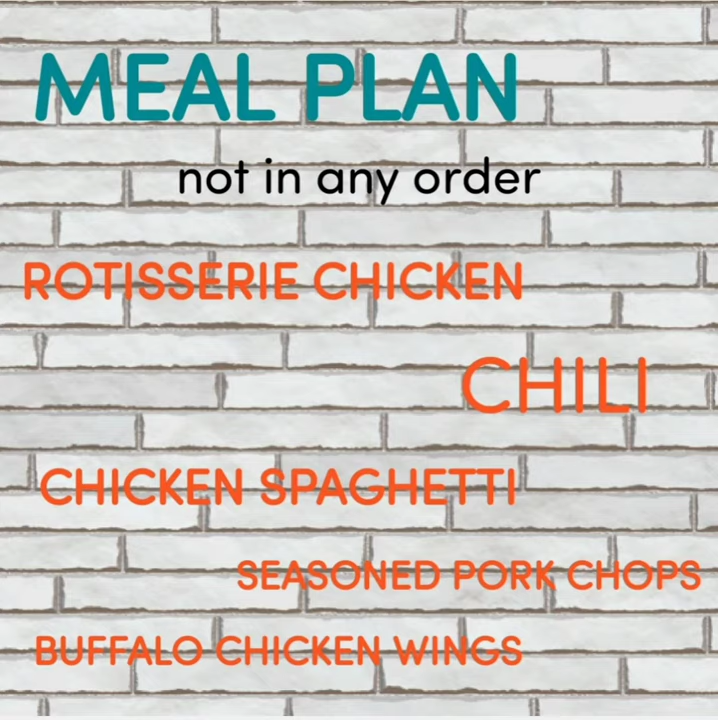 MEAL PLAN
not in any order
ROTISSERIE CHICKEN
CHILI
CHICKEN SPAGHETTI
SEASONED PORK CHOPS
BUFFALO CHICKEN WINGS